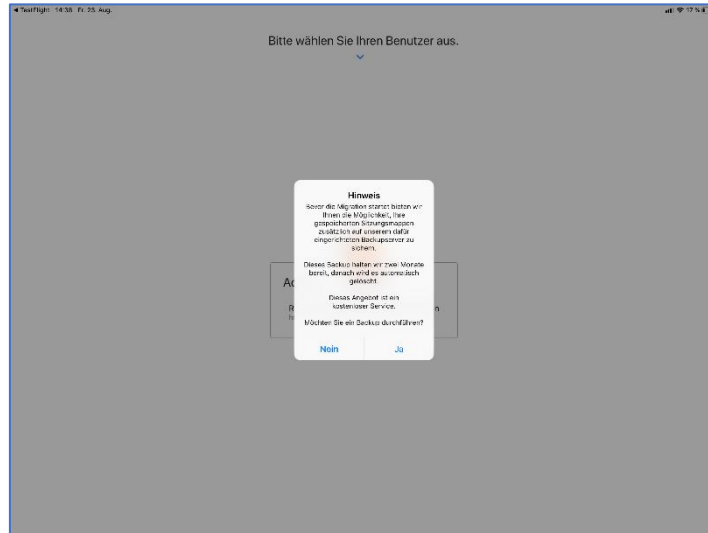 TestFlight 14:38 Fr. 23. Aug. 17 %
Bitte wählen Sie Ihren Benutzer aus.
Hinweis
Bevor die Migration startet bieten wir
Ihnen die Möglichkeit, Ihre
gespeicherten Sitzungsmappen
zusätzlich auf unserem dafür
eingerichteten Backupserver zu
sichern.
Dieses Backup halten wir zwei Monate
bereit, danach wird es automatisch
gelöscht.
Dieses Angebot ist ein
kostenloser Service.
Möchten Sie ein Backup durchführen?
Nein Ja